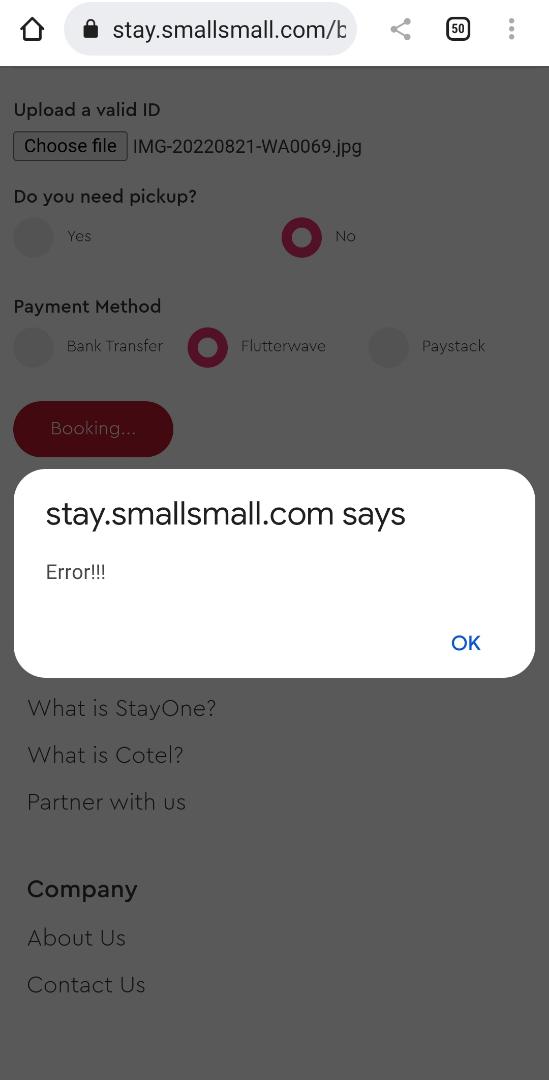 stay.smallsmall.com/b
50
Upload a valid ID
Choose file IMG-20220821-WA0069.jpg
Do you need pickup?
Yes No
Payment Method
Bank Transfer Flutterwave Paystack
Booking...
stay.smallsmall.com says
Error!!!
OK
What is StayOne?
What is Cotel?
Partner with us
Company
About Us
Contact Us